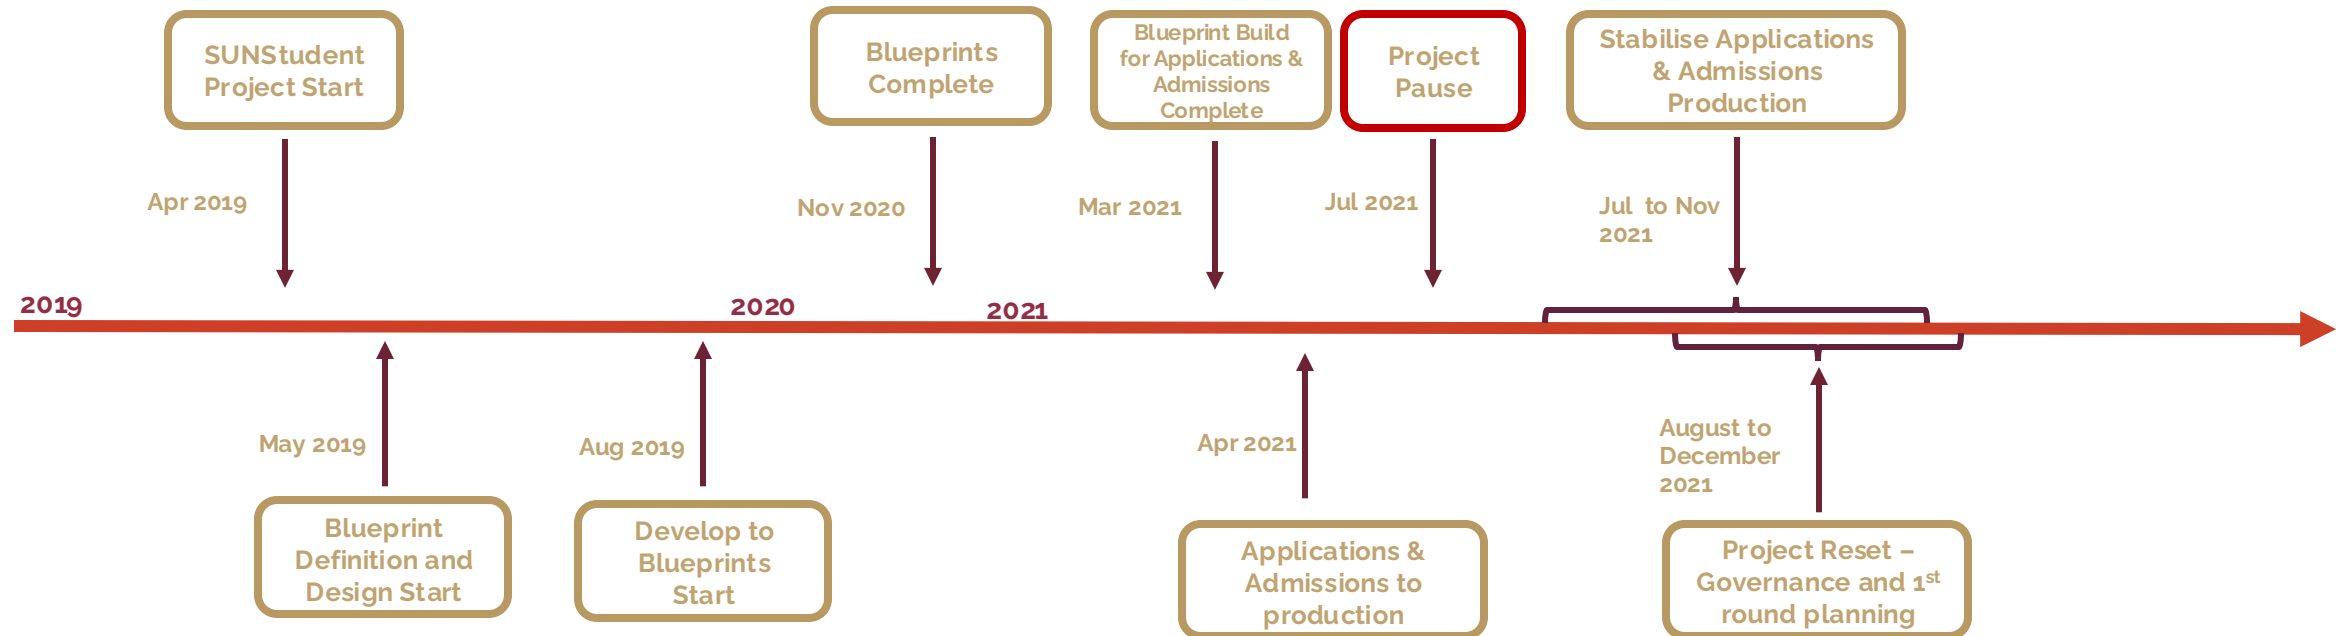 SUNStudent
Project Start
Blueprints
Complete
Blueprint Build
for Applications &
Admissions
Complete
Project
Pause
Stabilise Applications
& Admissions
Production
Apr 2019
Nov 2020
Mar 2021
Jul 2021
Jul to Nov
2021
2019
2020
2021
May 2019
Aug 2019
Apr 2021
August to
December
2021
Blueprint
Definition and
Design Start
Develop to
Blueprints
Start
Applications &
Admissions to
production
Project Reset –
Governance and 1st
round planning